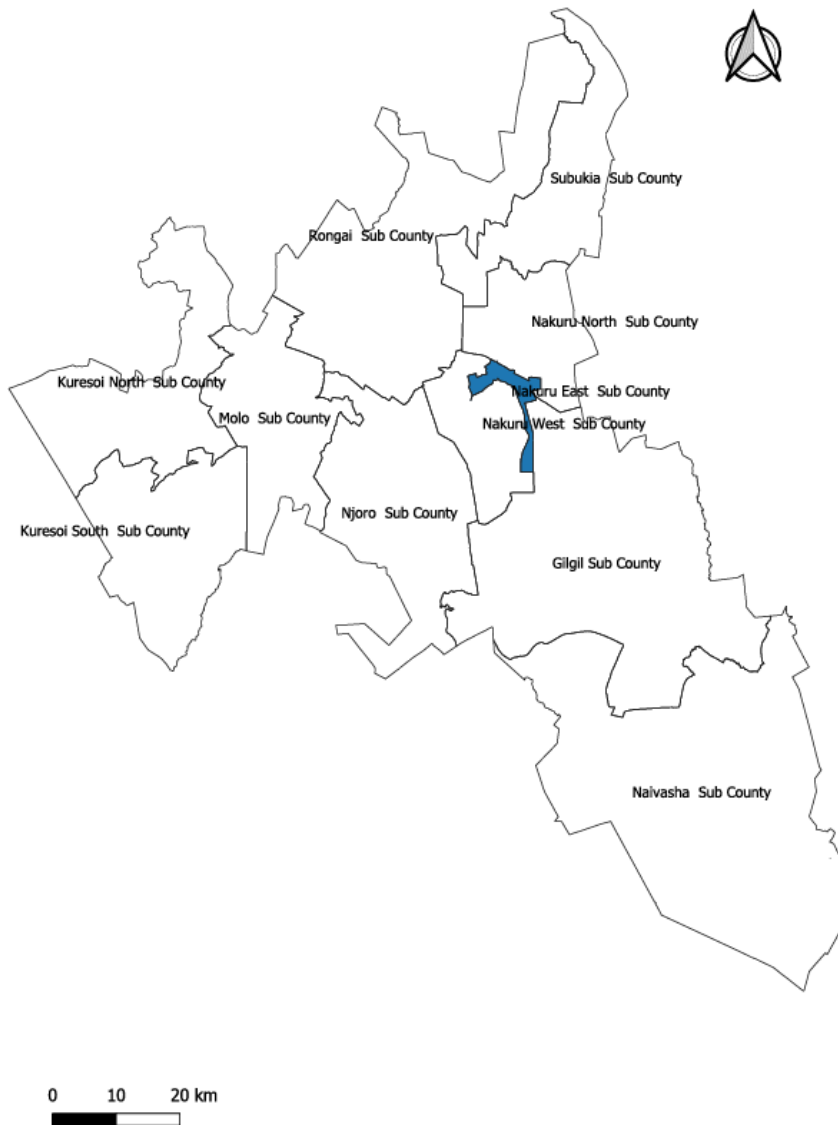 Subukia  Sub County
Rongai  Sub County
Nakuru North  Sub County
Kuresoi North  Sub County
Nakuru East  Sub County
Molo  Sub County
Nakuru West  Sub County
Njoro  Sub County
Kuresoi South  Sub County
Gilgil Sub County
Naivasha  Sub County
0 10 20 km